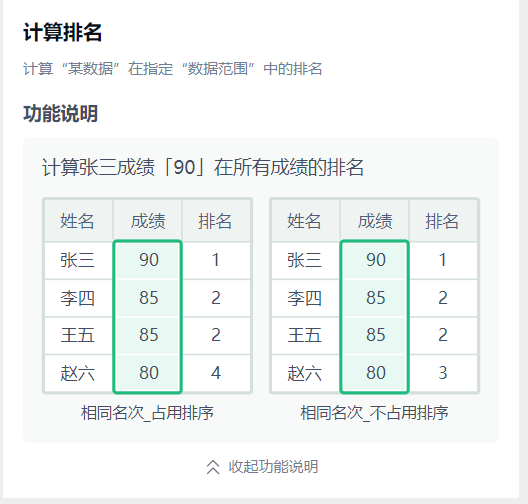 计算排名
计算“某数据”在指定“数据范围”中的排名
功能说明
计算张三成绩「90」在所有成绩的排名
姓名 成绩 排名
张三 90 1
李四 85 2
王五 85 2
赵六 80 4
相同名次_占用排序
姓名 成绩 排名
张三 90 1
李四 85 2
王五 85 2
赵六 80 3
相同名次_不占用排序
收起功能说明